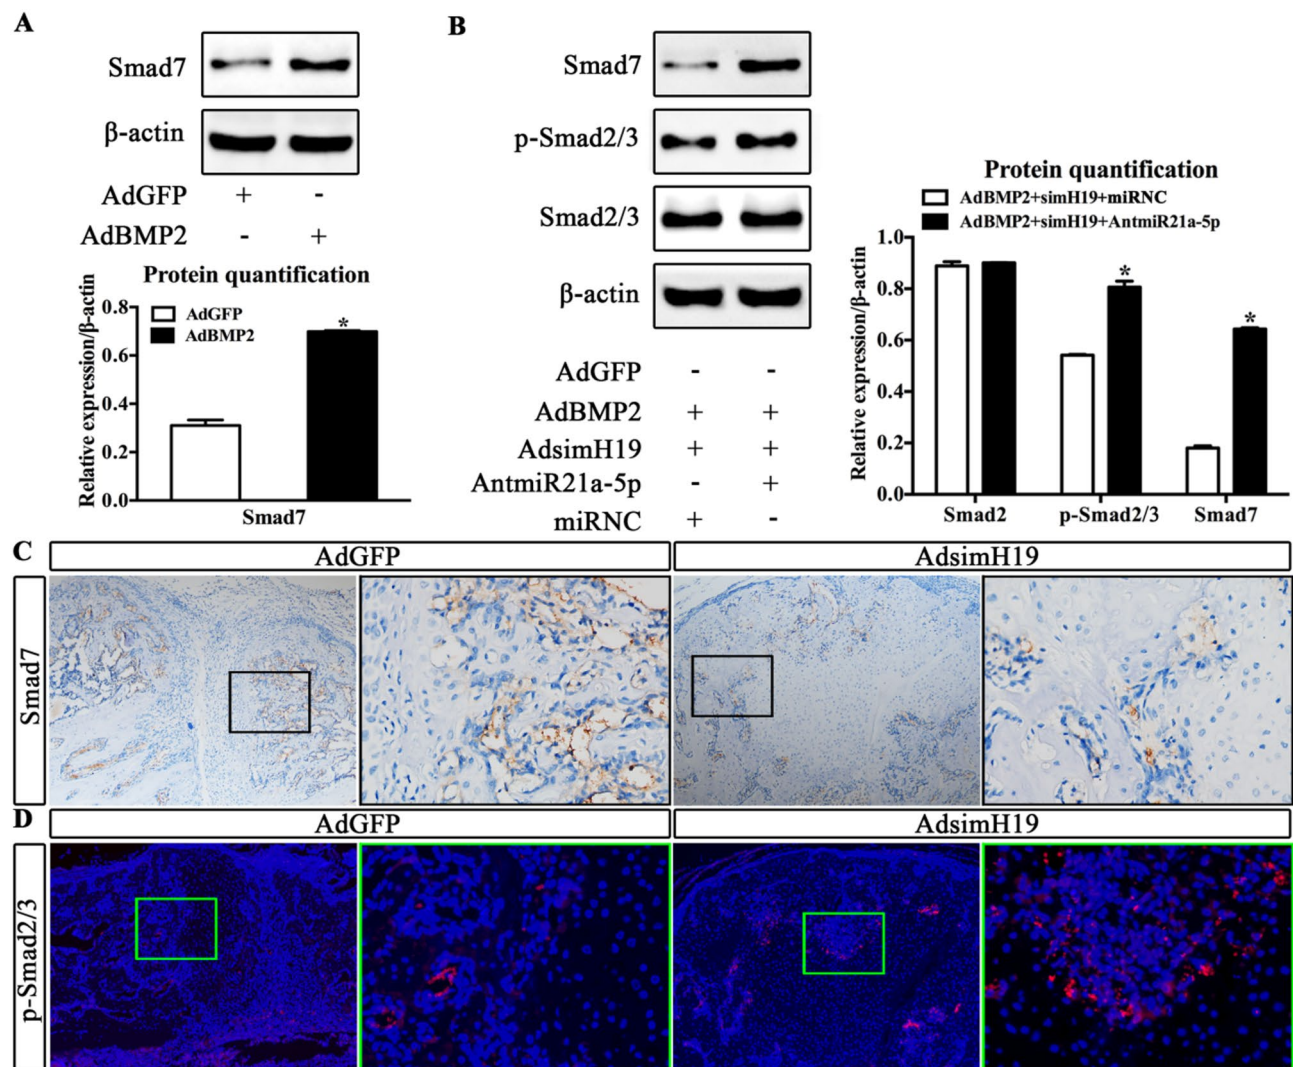 A
Smad7
β-actin
AdGFP + -
AdBMP2 - +
Protein quantification
AdGFP
AdBMP2
Relative expression/β-actin
0.8
0.6
0.4
0.2
0.0
*
Smad7
B
Smad7
p-Smad2/3
Smad2/3
β-actin
AdGFP - -
AdBMP2 + +
AdsimH19 + +
AntmiR21a-5p - +
miRNC + -
Protein quantification
AdBMP2+simH19+miRNC
AdBMP2+simH19+AntmiR21a-5p
Relative expression/β-actin
1.0
0.8
0.6
0.4
0.2
0.0
* *
Smad2 p-Smad2/3 Smad7
C
AdGFP AdsimH19
Smad7
D
AdGFP AdsimH19
p-Smad2/3